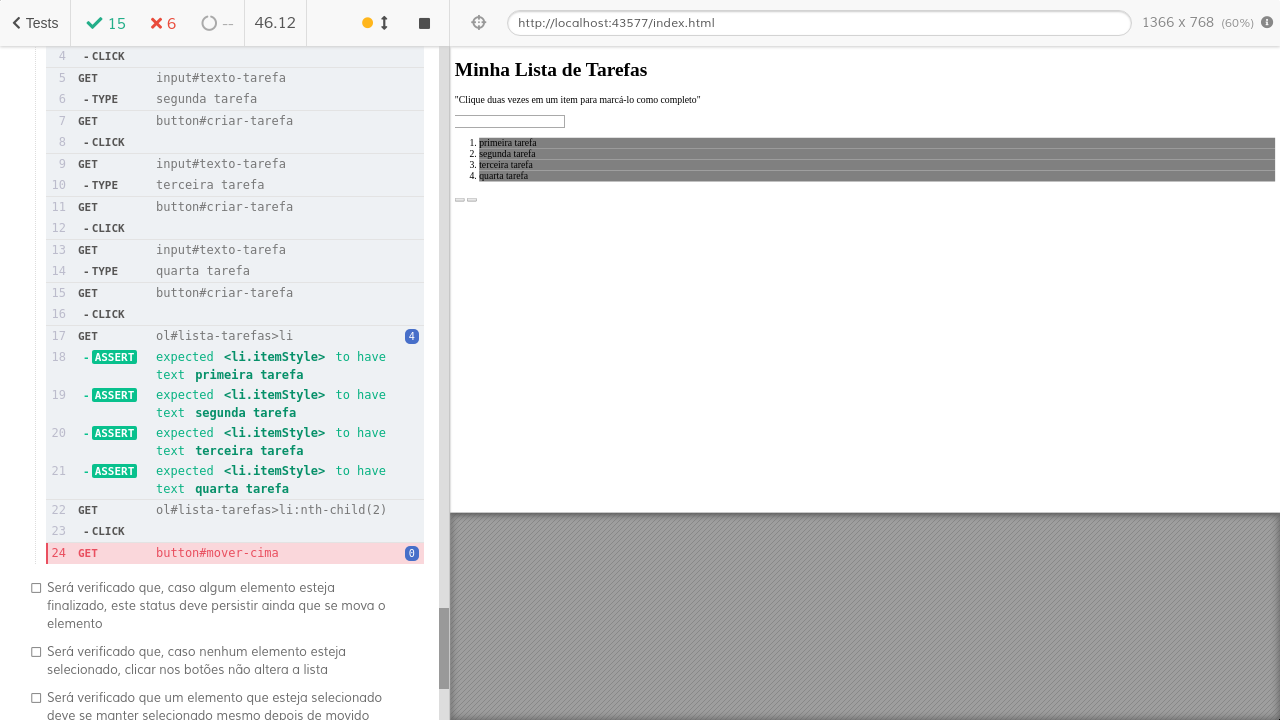 Tests 15 6 -- 46.12 http://localhost:43577/index.html 1366 x 768 (60%)
4 - CLICK
5 GET input#texto-tarefa
6 - TYPE segunda tarefa
7 GET button#criar-tarefa
8 - CLICK
9 GET input#texto-tarefa
10 - TYPE terceira tarefa
11 GET button#criar-tarefa
12 - CLICK
13 GET input#texto-tarefa
14 - TYPE quarta tarefa
15 GET button#criar-tarefa
16 - CLICK
17 GET ol#lista-tarefas>li 4
18 - ASSERT expected <li.itemStyle> to have
text primeira tarefa
19 - ASSERT expected <li.itemStyle> to have
text segunda tarefa
20 - ASSERT expected <li.itemStyle> to have
text terceira tarefa
21 - ASSERT expected <li.itemStyle> to have
text quarta tarefa
22 GET ol#lista-tarefas>li:nth-child(2)
23 - CLICK
24 GET button#mover-cima 0
Será verificado que, caso algum elemento esteja
finalizado, este status deve persistir ainda que se mova o
elemento
Será verificado que, caso nenhum elemento esteja
selecionado, clicar nos botões não altera a lista
Será verificado que um elemento que esteja selecionado
deve se manter selecionado mesmo depois de movido
Minha Lista de Tarefas
"Clique duas vezes em um item para marcá-lo como completo"
1. primeira tarefa
2. segunda tarefa
3. terceira tarefa
4. quarta tarefa